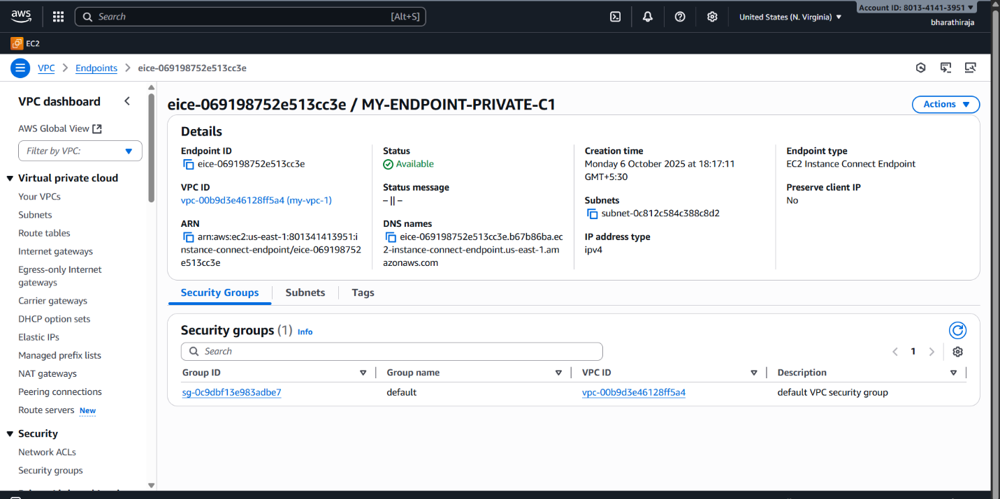 aws
Search
[Alt+S]
United States (N. Virginia)
Account ID: 8013-4141-3951
bharathiraja
EC2
VPC
Endpoints
eice-069198752e513cc3e
VPC dashboard
AWS Global View
Filter by VPC:
Virtual private cloud
Your VPCs
Subnets
Route tables
Internet gateways
Egress-only Internet
gateways
Carrier gateways
DHCP option sets
Elastic IPs
Managed prefix lists
NAT gateways
Peering connections
Route servers New
Security
Network ACLs
Security groups
eice-069198752e513cc3e / MY-ENDPOINT-PRIVATE-C1
Actions
Details
Endpoint ID
eice-069198752e513cc3e
VPC ID
vpc-00b9d3e46128ff5a4 (my-vpc-1)
ARN
arn:aws:ec2:us-east-1:801341413951:i
nstance-connect-endpoint/eice-069198752
e513cc3e
Status
Available
Status message
– || –
DNS names
eice-069198752e513cc3e.b67b86ba.ec
2-instance-connect-endpoint.us-east-1.am
azonaws.com
Creation time
Monday 6 October 2025 at 18:17:11
GMT+5:30
Subnets
subnet-0c812c584c388c8d2
IP address type
ipv4
Endpoint type
EC2 Instance Connect Endpoint
Preserve client IP
No
Security Groups
Subnets
Tags
Security groups (1) Info
Search
1
Group ID
Group name
VPC ID
Description
sg-0c9dbf13e983adbe7
default
vpc-00b9d3e46128ff5a4
default VPC security group